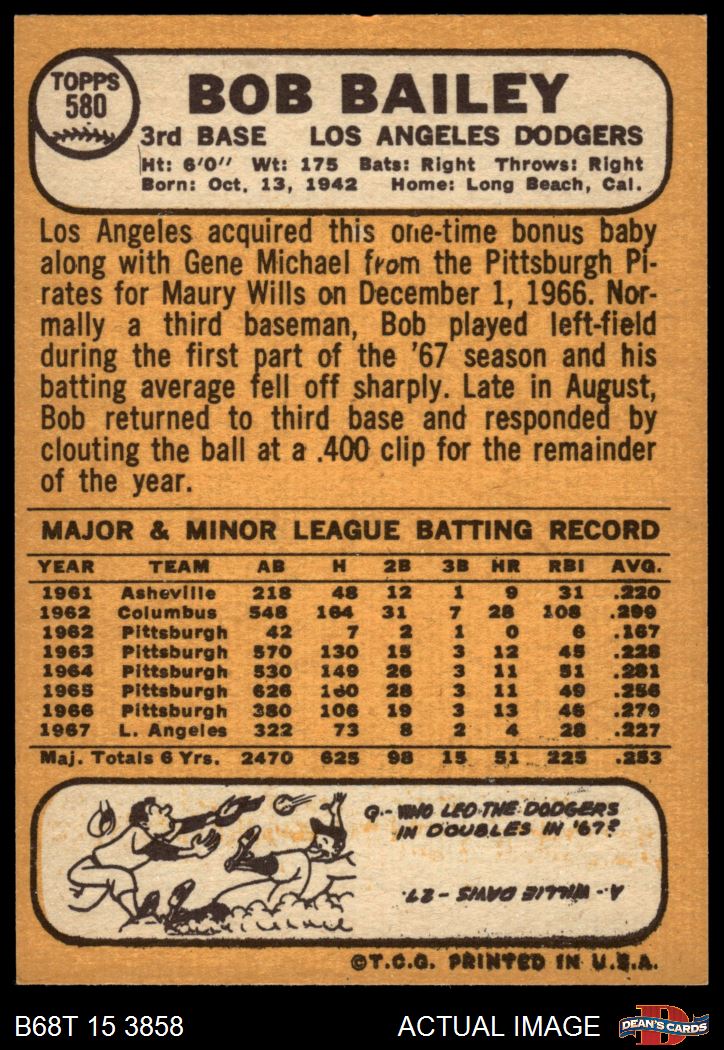 TOPPS
580
BOB BAILEY
3rd BASE LOS ANGELES DODGERS
Ht: 6'0" Wt: 175 Bats: Right Throws: Right
Born: Oct. 13, 1942 Home: Long Beach, Cal.
Los Angeles acquired this one-time bonus baby
along with Gene Michael from the Pittsburgh Pi-
rates for Maury Wills on December 1, 1966. Nor-
mally a third baseman, Bob played left-field
during the first part of the '67 season and his
batting average fell off sharply. Late in August,
Bob returned to third base and responded by
clouting the ball at a .400 clip for the remainder
of the year.
MAJOR & MINOR LEAGUE BATTING RECORD
YEAR TEAM AB H 2B 3B HR RBI AVG.
1961 Asheville 218 48 12 1 9 31 .220
1962 Columbus 548 164 31 7 28 108 .299
1962 Pittsburgh 42 7 2 1 0 6 .167
1963 Pittsburgh 570 130 15 3 12 45 .228
1964 Pittsburgh 530 149 26 3 11 51 .281
1965 Pittsburgh 626 160 28 3 11 49 .256
1966 Pittsburgh 380 106 19 3 13 46 .279
1967 L. Angeles 322 73 8 2 4 28 .227
Maj. Totals 6 Yrs. 2470 625 98 15 51 225 .253
Q.- WHO LED THE DODGERS
IN DOUBLES IN '67?
A.- WILLIE DAVIS - 27.
©T.C.G. PRINTED IN U.S.A.
B68T 15 3858 ACTUAL IMAGE
D
DEAN'S CARDS